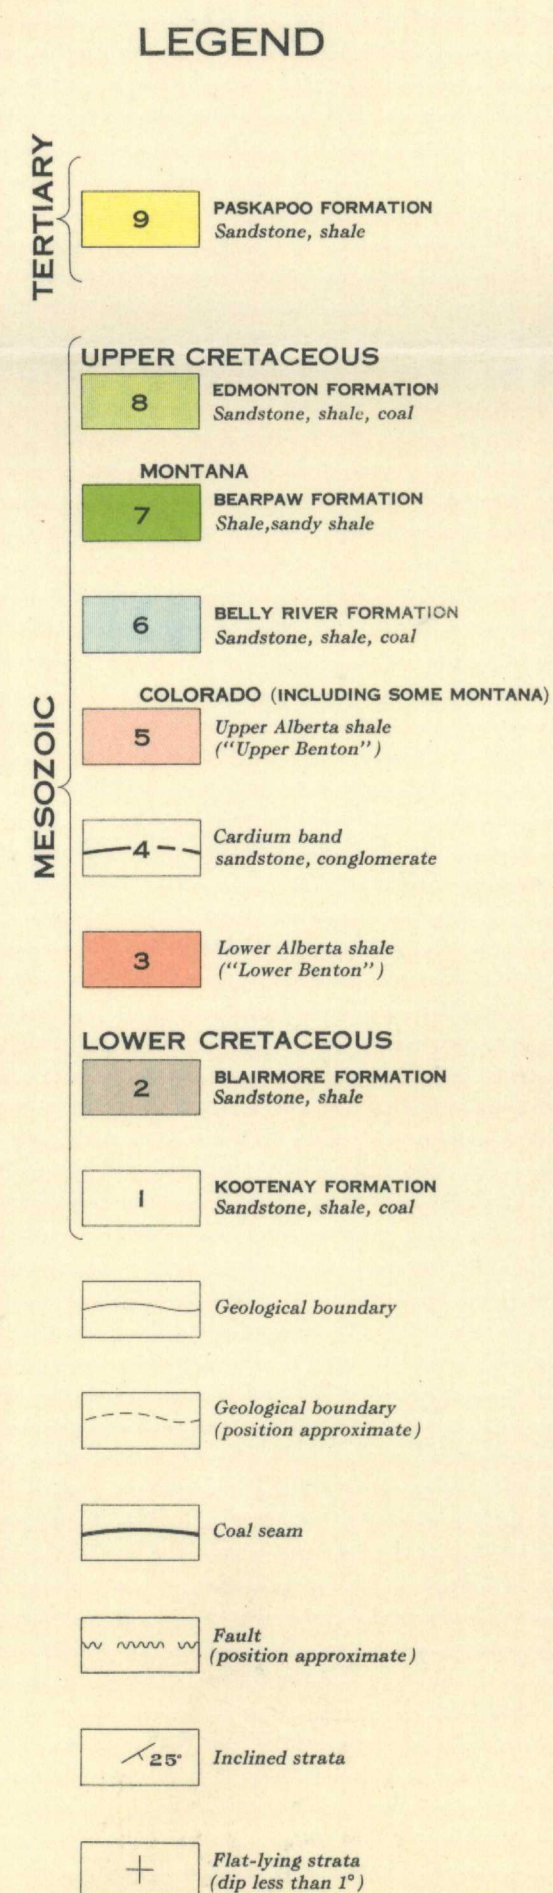 LEGEND
TERTIARY
9
PASKAPOO FORMATION
Sandstone, shale
MESOZOIC
UPPER CRETACEOUS
8
EDMONTON FORMATION
Sandstone, shale, coal
MONTANA
7
BEARPAW FORMATION
Shale,sandy shale
6
BELLY RIVER FORMATION
Sandstone, shale, coal
COLORADO (INCLUDING SOME MONTANA)
5
Upper Alberta shale
("Upper Benton")
4
Cardium band
sandstone, conglomerate
3
Lower Alberta shale
("Lower Benton")
LOWER CRETACEOUS
2
BLAIRMORE FORMATION
Sandstone, shale
1
KOOTENAY FORMATION
Sandstone, shale, coal
Geological boundary
Geological boundary
(position approximate)
Coal seam
Fault
(position approximate)
25°
Inclined strata
Flat-lying strata
(dip less than 1°)